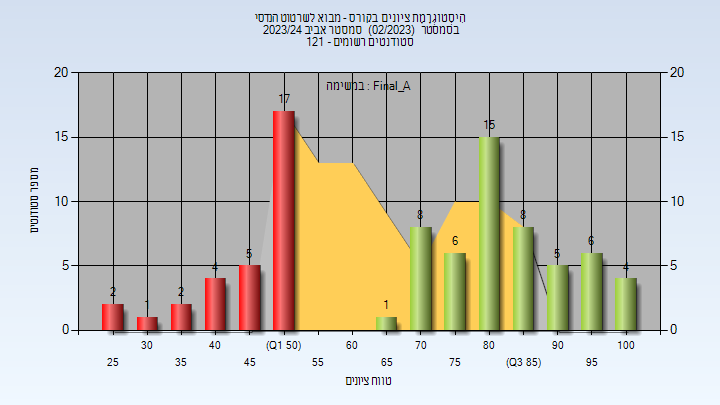 היסטוגרמת ציונים בקורס - מבוא לשרטוט הנדסי
בסמסטר (02/2023) סמסטר אביב 2023/24
סטודנטים רשומים - 121
במשימה : Final_A
20 20
15 15
10 10
5 5
0 0
מספר סטודנטים
2 1 2 4 5 17 1 8 6 15 8 5 6 4
30 40 (Q1 50) 60 70 80 90 100
25 35 45 55 65 75 (Q3 85) 95
טווח ציונים